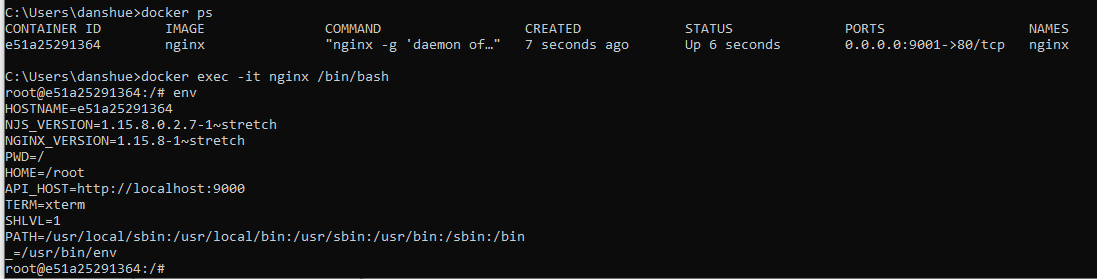 C:\Users\danshue>docker ps
CONTAINER ID IMAGE COMMAND CREATED STATUS PORTS NAMES
e51a25291364 nginx "nginx -g 'daemon of…" 7 seconds ago Up 6 seconds 0.0.0.0:9001->80/tcp nginx
C:\Users\danshue>docker exec -it nginx /bin/bash
root@e51a25291364:/# env
HOSTNAME=e51a25291364
NJS_VERSION=1.15.8.0.2.7-1~stretch
NGINX_VERSION=1.15.8-1~stretch
PWD=/
HOME=/root
API_HOST=http://localhost:9000
TERM=xterm
SHLVL=1
PATH=/usr/local/sbin:/usr/local/bin:/usr/sbin:/usr/bin:/sbin:/bin
_=/usr/bin/env
root@e51a25291364:/#